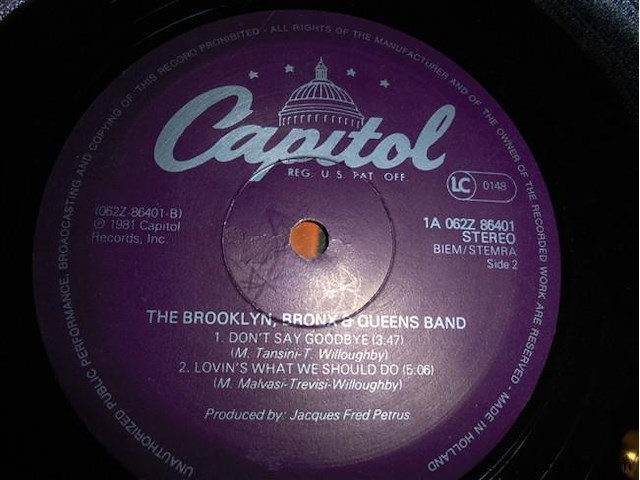 UNAUTHORIZED PUBLIC PERFORMANCE, BROADCASTING AND COPYING OF THIS RECORD PROHIBITED - ALL RIGHTS OF THE MANUFACTURER AND OF THE OWNER OF THE RECORDED WORK ARE RESERVED - MADE IN HOLLAND
Capitol
REG. U.S. PAT. OFF
LC 0148
(062Z-86401-B)
℗ 1981 Capitol
Records, Inc.
1A 062Z 86401
STEREO
BIEM/STEMRA
Side 2
THE BROOKLYN, BRONX & QUEENS BAND
1. DON'T SAY GOODBYE (3:47)
(M. Tansini-T. Willoughby)
2. LOVIN'S WHAT WE SHOULD DO (5:06)
(M. Malvasi-Trevisi-Willoughby)
Produced by: Jacques Fred Petrus